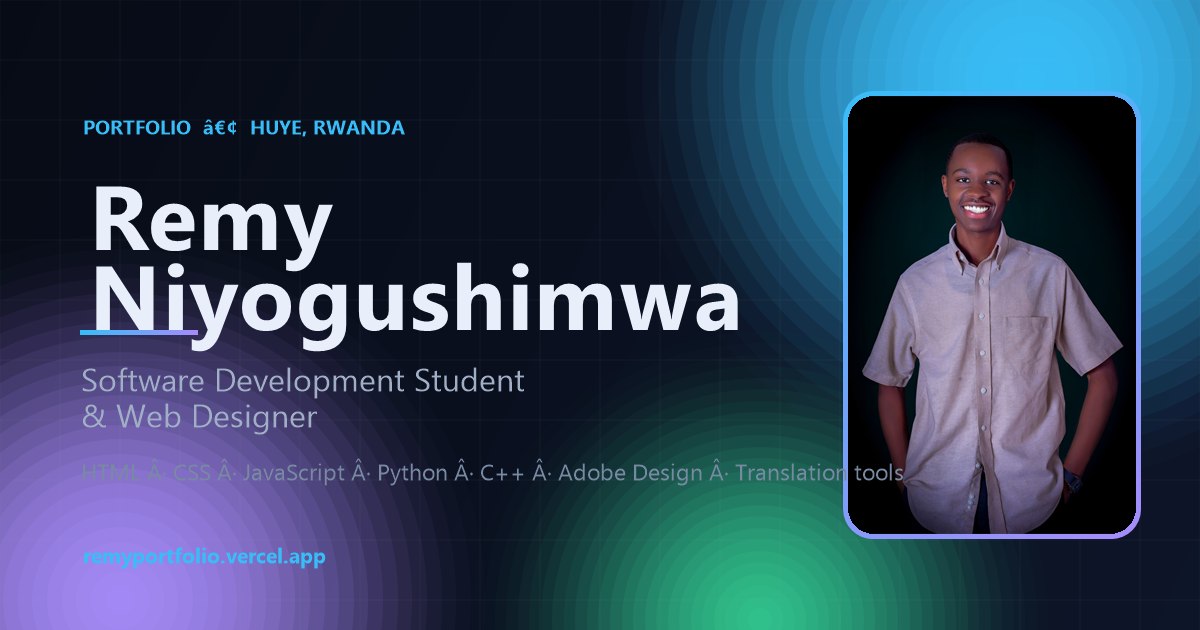 PORTFOLIO â€¢ HUYE, RWANDA
Remy
Niyogushimwa
Software Development Student
& Web Designer
HTML Â· CSS Â· JavaScript Â· Python Â· C++ Â· Adobe Design Â· Translation tools
remyportfolio.vercel.app